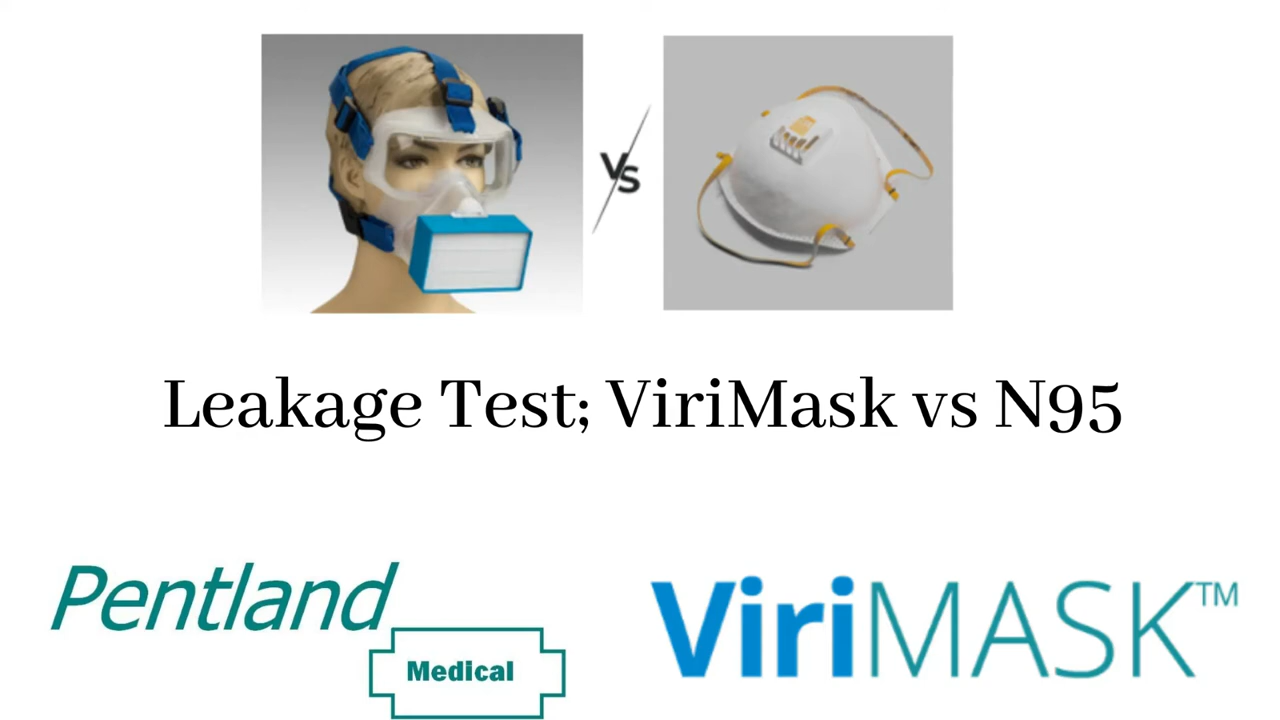 VS
Leakage Test; ViriMask vs N95
Pentland
Medical
ViriMASK™